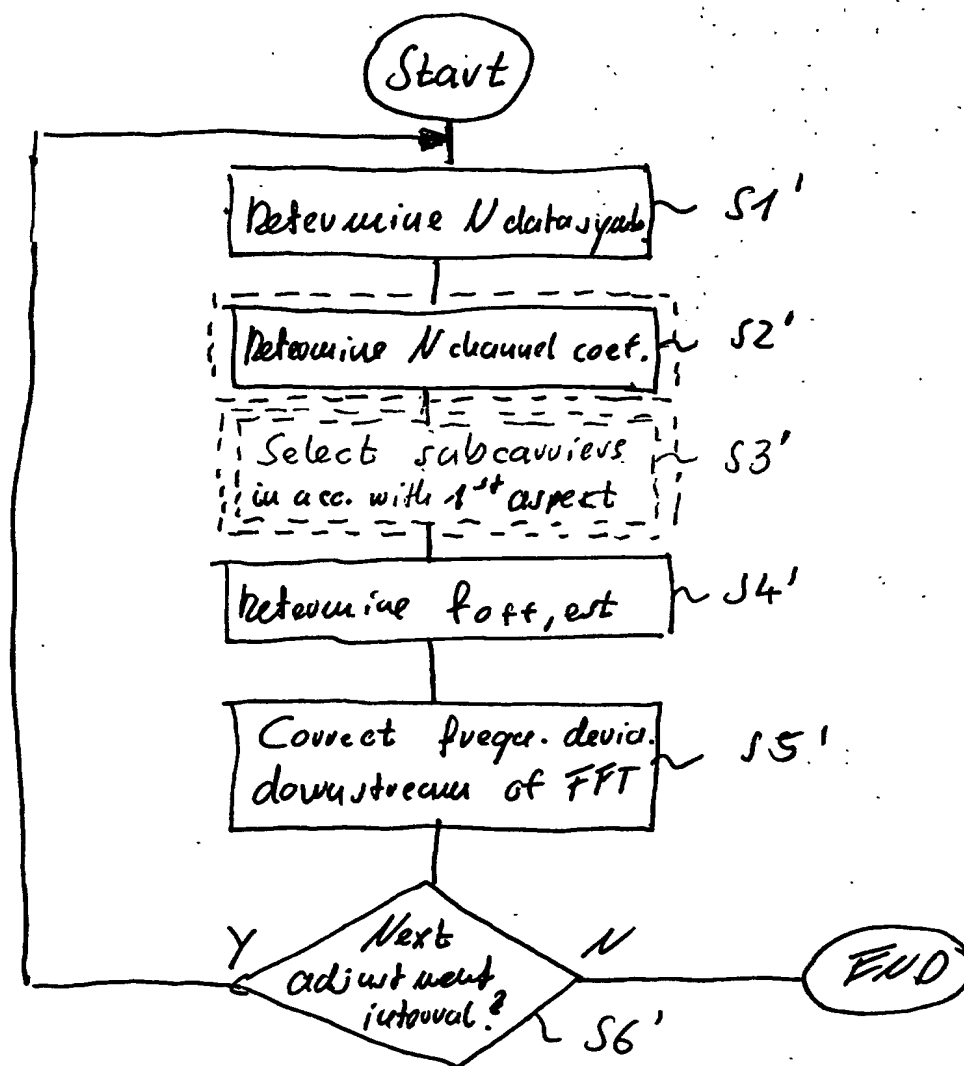 Start
Determine N datasymb.
S1'
Determine N channel coef.
S2'
Select subcarriers
in acc. with 1st aspect
S3'
Determine foff,est
S4'
Correct freque. devia.
downstream of FFT
S5'
Next
adjustment
interval?
Y
N
END
S6'